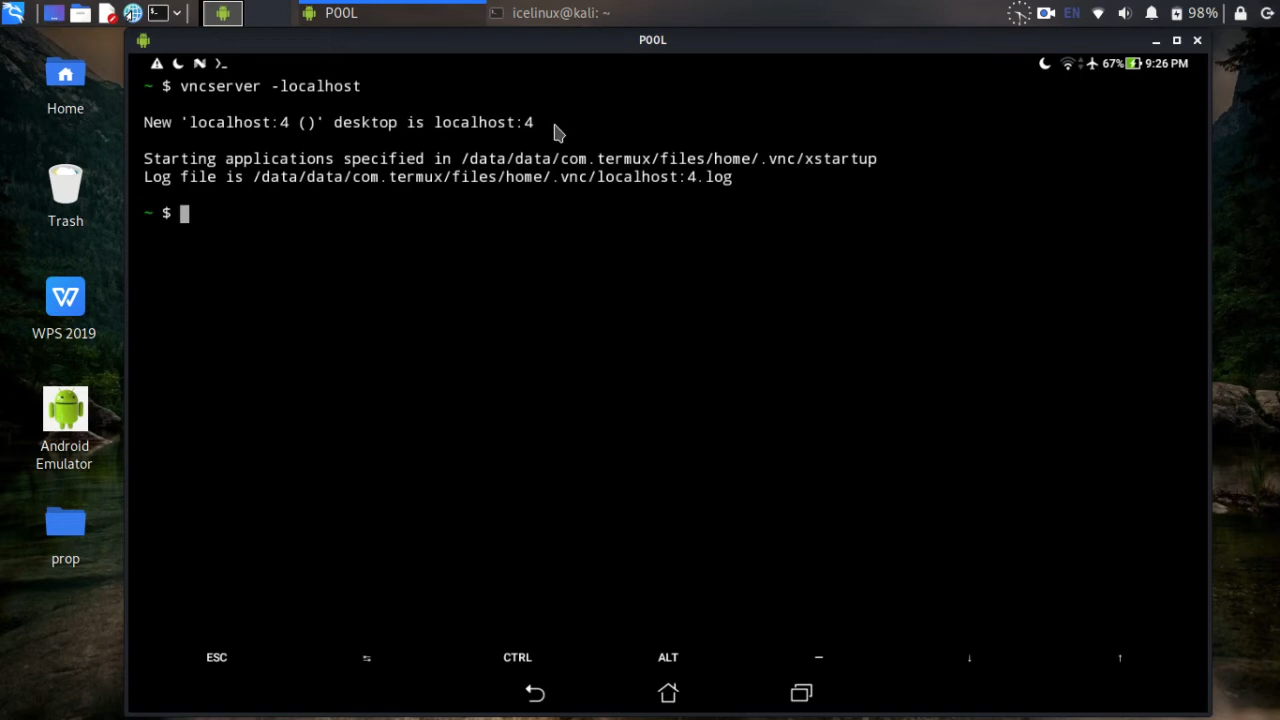 POOL
icelinux@kali: ~
EN
98%
POOL
67%
9:26 PM
~ $ vncserver -localhost
New 'localhost:4 ()' desktop is localhost:4
Starting applications specified in /data/data/com.termux/files/home/.vnc/xstartup
Log file is /data/data/com.termux/files/home/.vnc/localhost:4.log
~ $
Home
Trash
WPS 2019
Android
Emulator
prop
ESC
CTRL
ALT